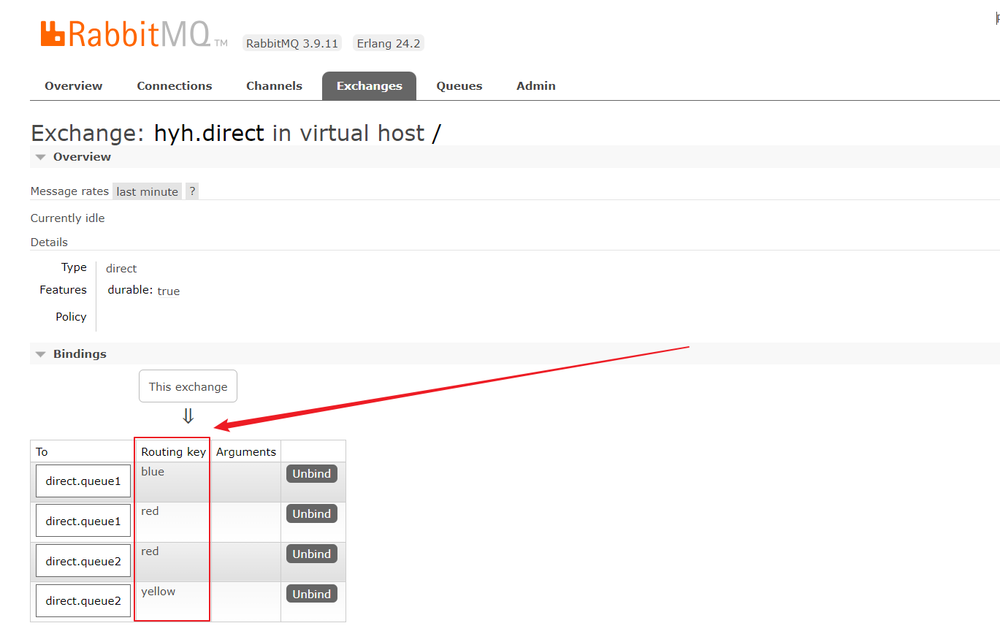 RabbitMQ TM RabbitMQ 3.9.11 Erlang 24.2
Overview Connections Channels Exchanges Queues Admin
Exchange: hyh.direct in virtual host /
Overview
Message rates last minute ?
Currently idle
Details
Type direct
Features durable: true
Policy
Bindings
This exchange
⇓
To Routing key Arguments
direct.queue1 blue Unbind
direct.queue1 red Unbind
direct.queue2 red Unbind
direct.queue2 yellow Unbind